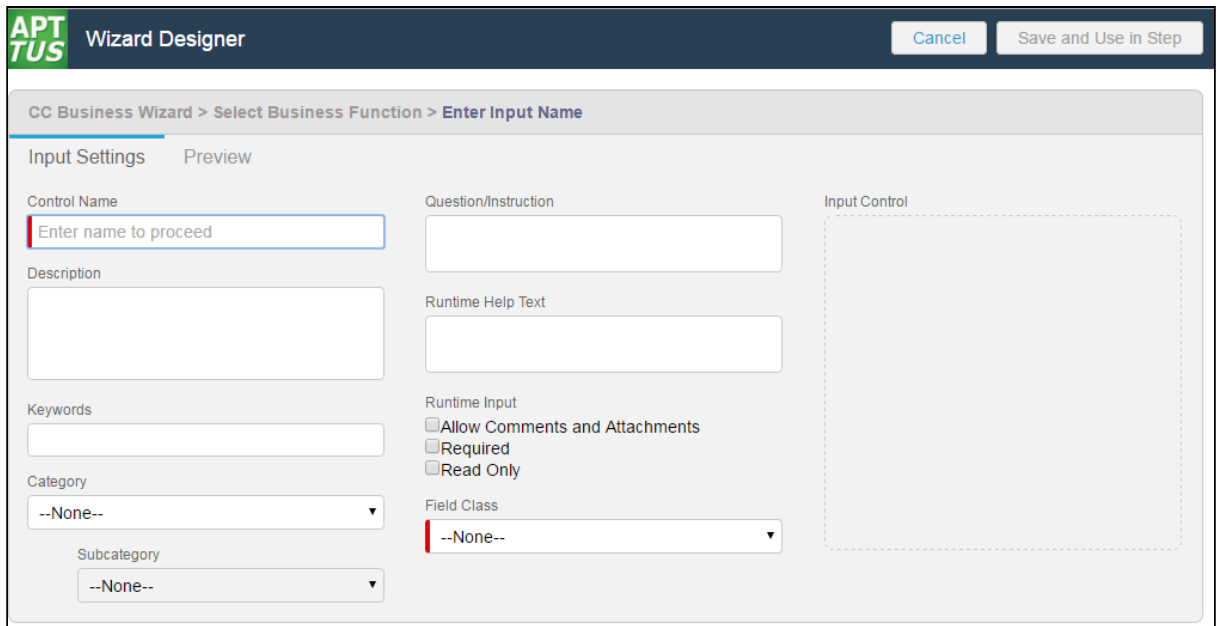 APT
TUS
Wizard Designer
Cancel
Save and Use in Step
CC Business Wizard > Select Business Function > Enter Input Name
Input Settings
Preview
Control Name
Enter name to proceed
Description
Keywords
Category
--None--
Subcategory
--None--
Question/Instruction
Runtime Help Text
Runtime Input
Allow Comments and Attachments
Required
Read Only
Field Class
--None--
Input Control